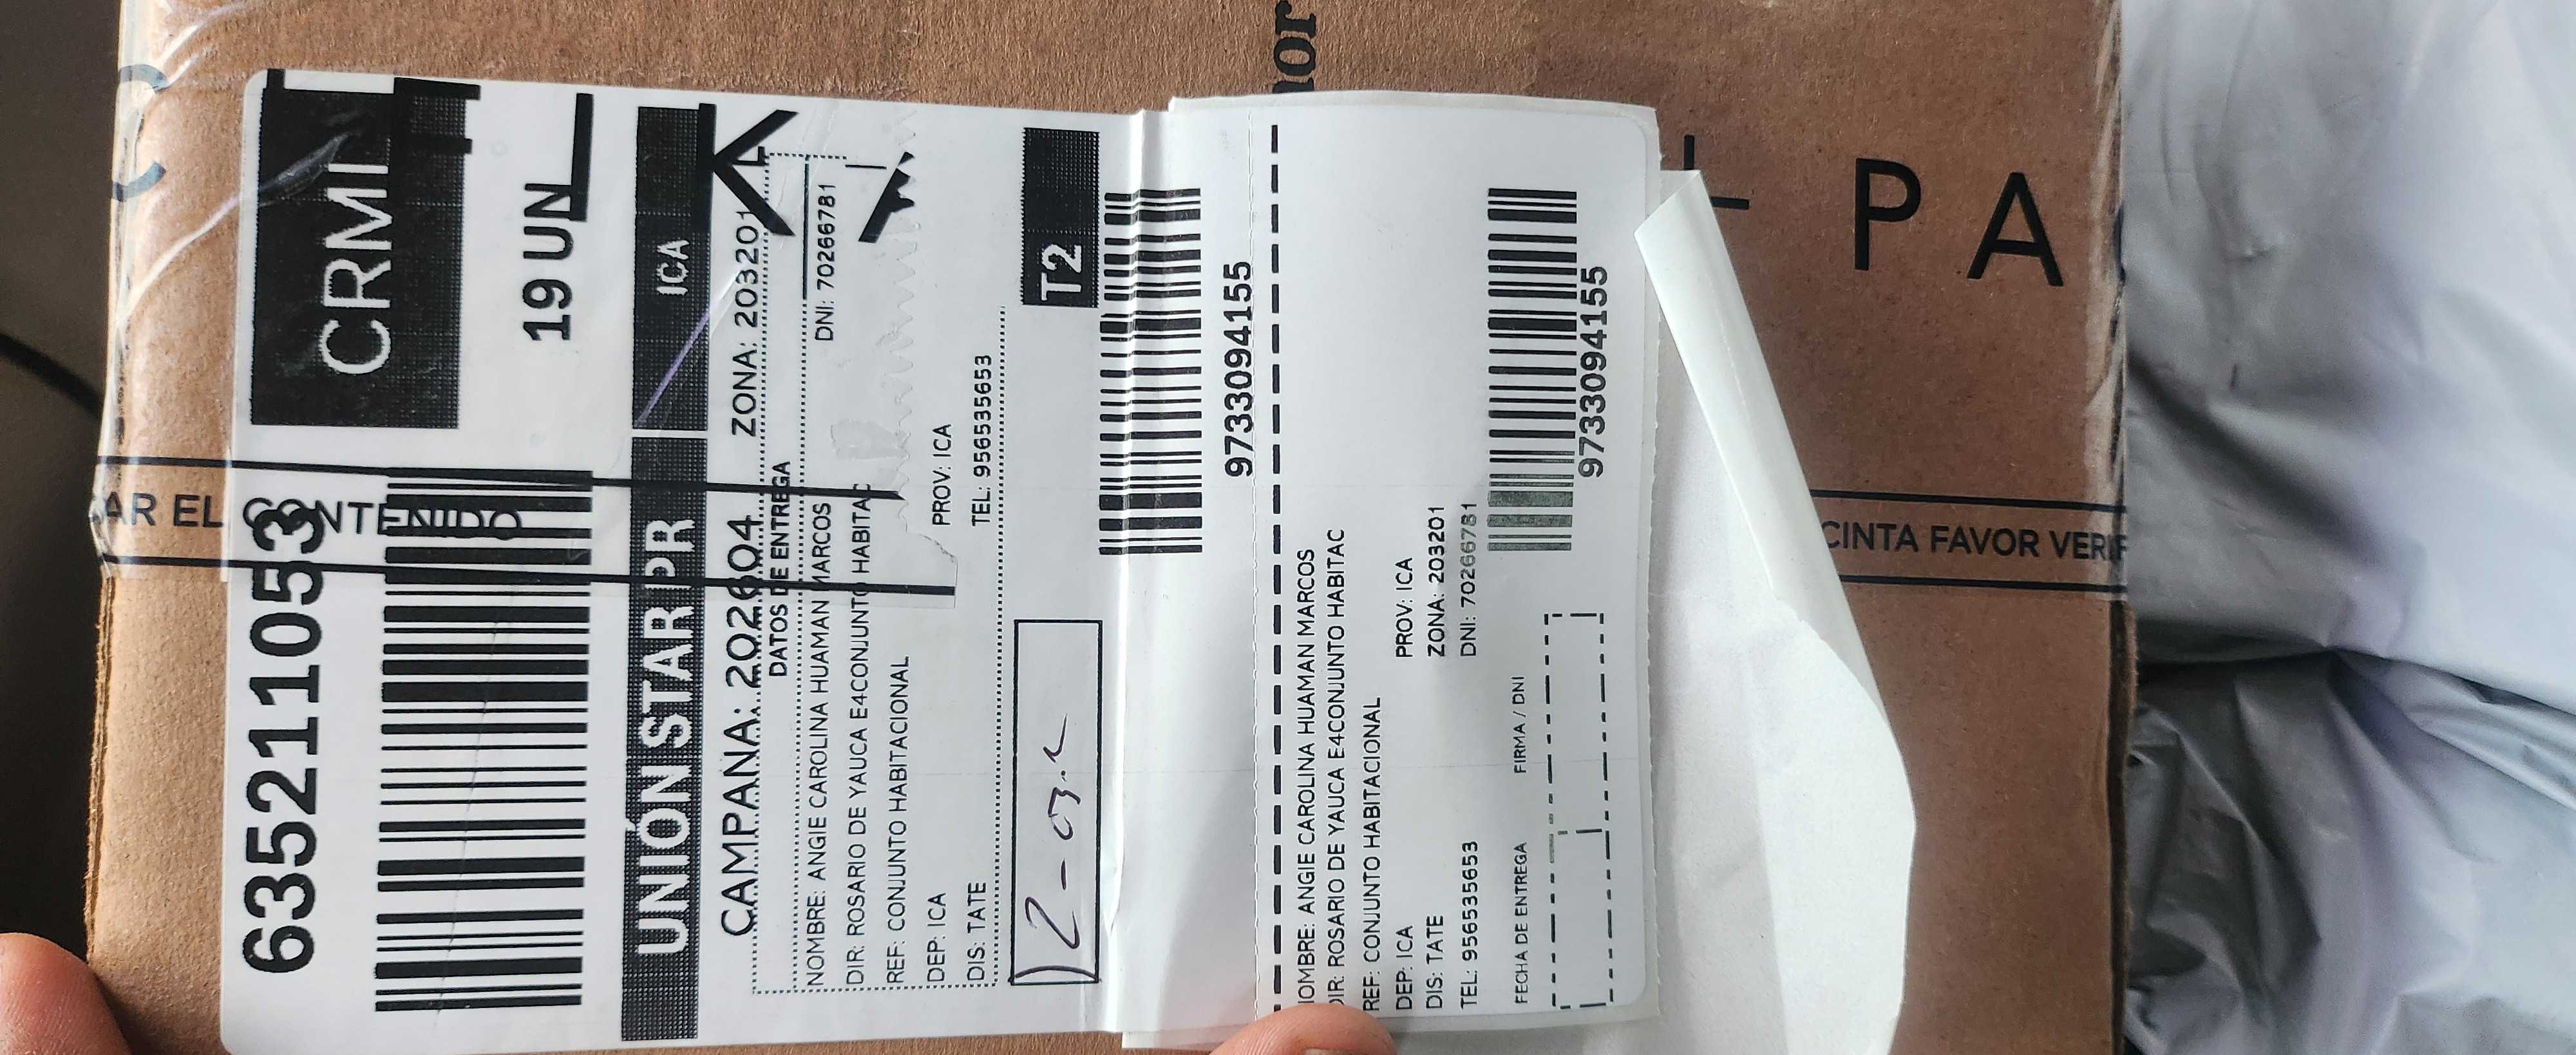 6352110533
CRMI
19 UN
UNIÓN STAR PR
ICA
CAMPAÑA: 202604
ZONA: 203201
DATOS DE ENTREGA
NOMBRE: ANGIE CAROLINA HUAMAN MARCOS
DNI: 70266781
DIR: ROSARIO DE YAUCA E4CONJUNTO HABITAC
REF: CONJUNTO HABITACIONAL
DEP: ICA
PROV: ICA
DIS: TATE
TEL: 956535653
T2
9733094155
NOMBRE: ANGIE CAROLINA HUAMAN MARCOS
DIR: ROSARIO DE YAUCA E4CONJUNTO HABITAC
REF: CONJUNTO HABITACIONAL
DEP: ICA
PROV: ICA
DIS: TATE
ZONA: 203201
TEL: 956535653
DNI: 70266781
FECHA DE ENTREGA
FIRMA / DNI
9733094155
AR EL CONTENIDO
CINTA FAVOR VERIF
L PA